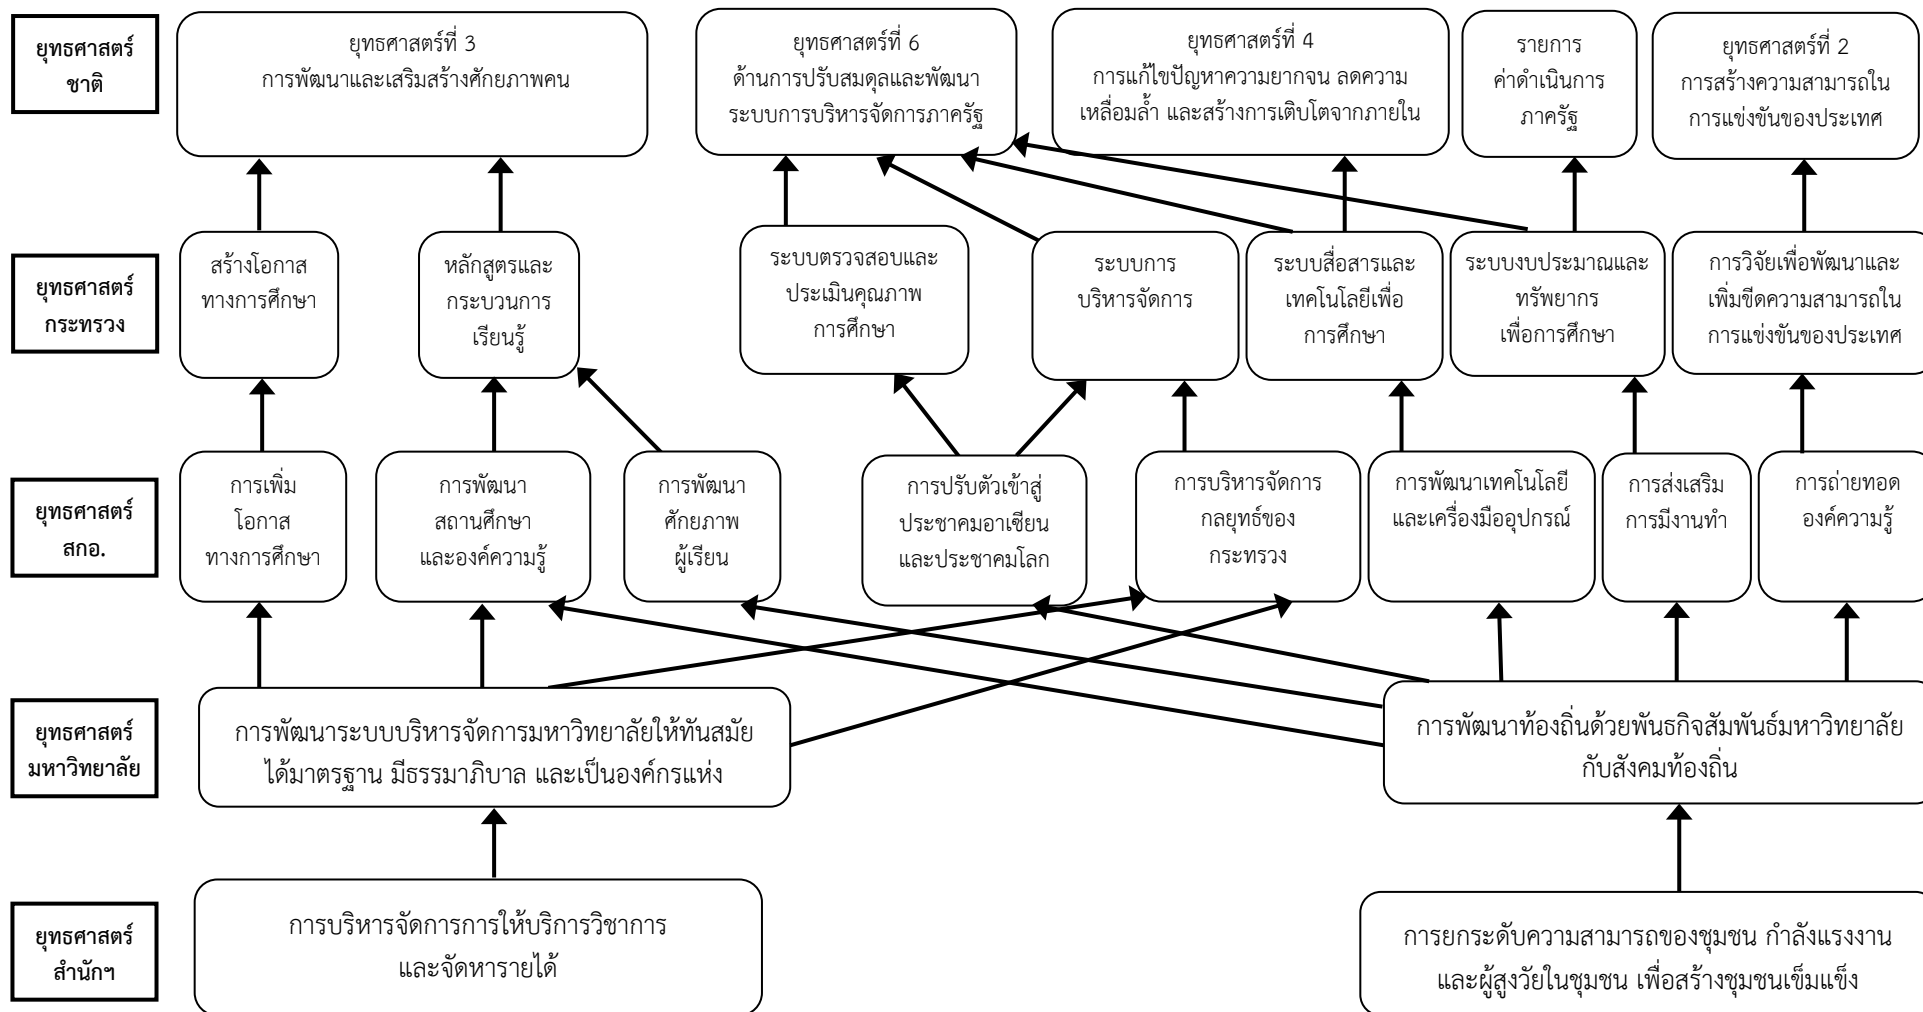 ยุทธศาสตร์
ชาติ
ยุทธศาสตร์ที่ 3
การพัฒนาและเสริมสร้างศักยภาพคน
ยุทธศาสตร์ที่ 6
ด้านการปรับสมดุลและพัฒนา
ระบบการบริหารจัดการภาครัฐ
ยุทธศาสตร์ที่ 4
การแก้ไขปัญหาความยากจน ลดความ
เหลื่อมล้ำ และสร้างการเติบโตจากภายใน
รายการ
ค่าดำเนินการ
ภาครัฐ
ยุทธศาสตร์ที่ 2
การสร้างความสามารถใน
การแข่งขันของประเทศ
ยุทธศาสตร์
กระทรวง
สร้างโอกาส
ทางการศึกษา
หลักสูตรและ
กระบวนการ
เรียนรู้
ระบบตรวจสอบและ
ประเมินคุณภาพ
การศึกษา
ระบบการ
บริหารจัดการ
ระบบสื่อสารและ
เทคโนโลยีเพื่อ
การศึกษา
ระบบงบประมาณและ
ทรัพยากร
เพื่อการศึกษา
การวิจัยเพื่อพัฒนาและ
เพิ่มขีดความสามารถใน
การแข่งขันของประเทศ
ยุทธศาสตร์
สกอ.
การเพิ่ม
โอกาส
ทางการศึกษา
การพัฒนา
สถานศึกษา
และองค์ความรู้
การพัฒนา
ศักยภาพ
ผู้เรียน
การปรับตัวเข้าสู่
ประชาคมอาเซียน
และประชาคมโลก
การบริหารจัดการ
กลยุทธ์ของ
กระทรวง
การพัฒนาเทคโนโลยี
และเครื่องมืออุปกรณ์
การส่งเสริม
การมีงานทำ
การถ่ายทอด
องค์ความรู้
ยุทธศาสตร์
มหาวิทยาลัย
การพัฒนาระบบบริหารจัดการมหาวิทยาลัยให้ทันสมัย
ได้มาตรฐาน มีธรรมาภิบาล และเป็นองค์กรแห่ง
การพัฒนาท้องถิ่นด้วยพันธกิจสัมพันธ์มหาวิทยาลัย
กับสังคมท้องถิ่น
ยุทธศาสตร์
สำนักฯ
การบริหารจัดการการให้บริการวิชาการ
และจัดหารายได้
การยกระดับความสามารถของชุมชน กำลังแรงงาน
และผู้สูงวัยในชุมชน เพื่อสร้างชุมชนเข็มแข็ง